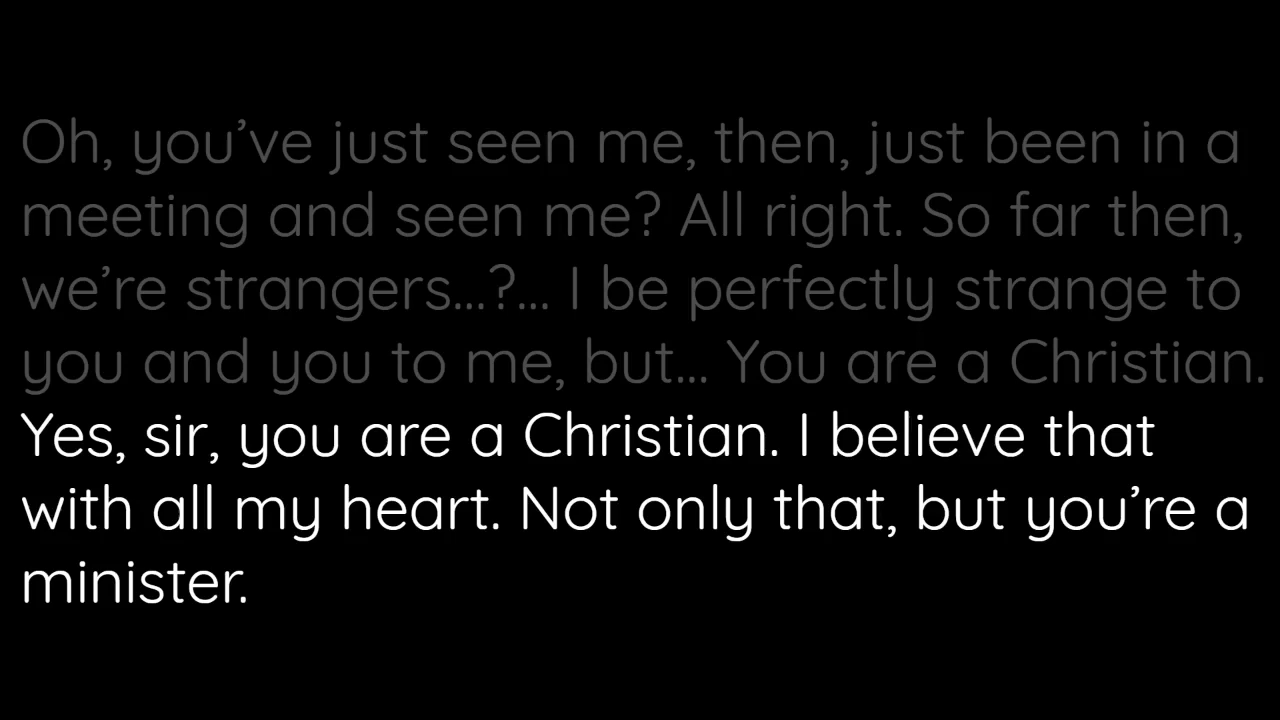 Oh, you’ve just seen me, then, just been in a
meeting and seen me? All right. So far then,
we’re strangers...?... I be perfectly strange to
you and you to me, but... You are a Christian.
Yes, sir, you are a Christian. I believe that
with all my heart. Not only that, but you’re a
minister.